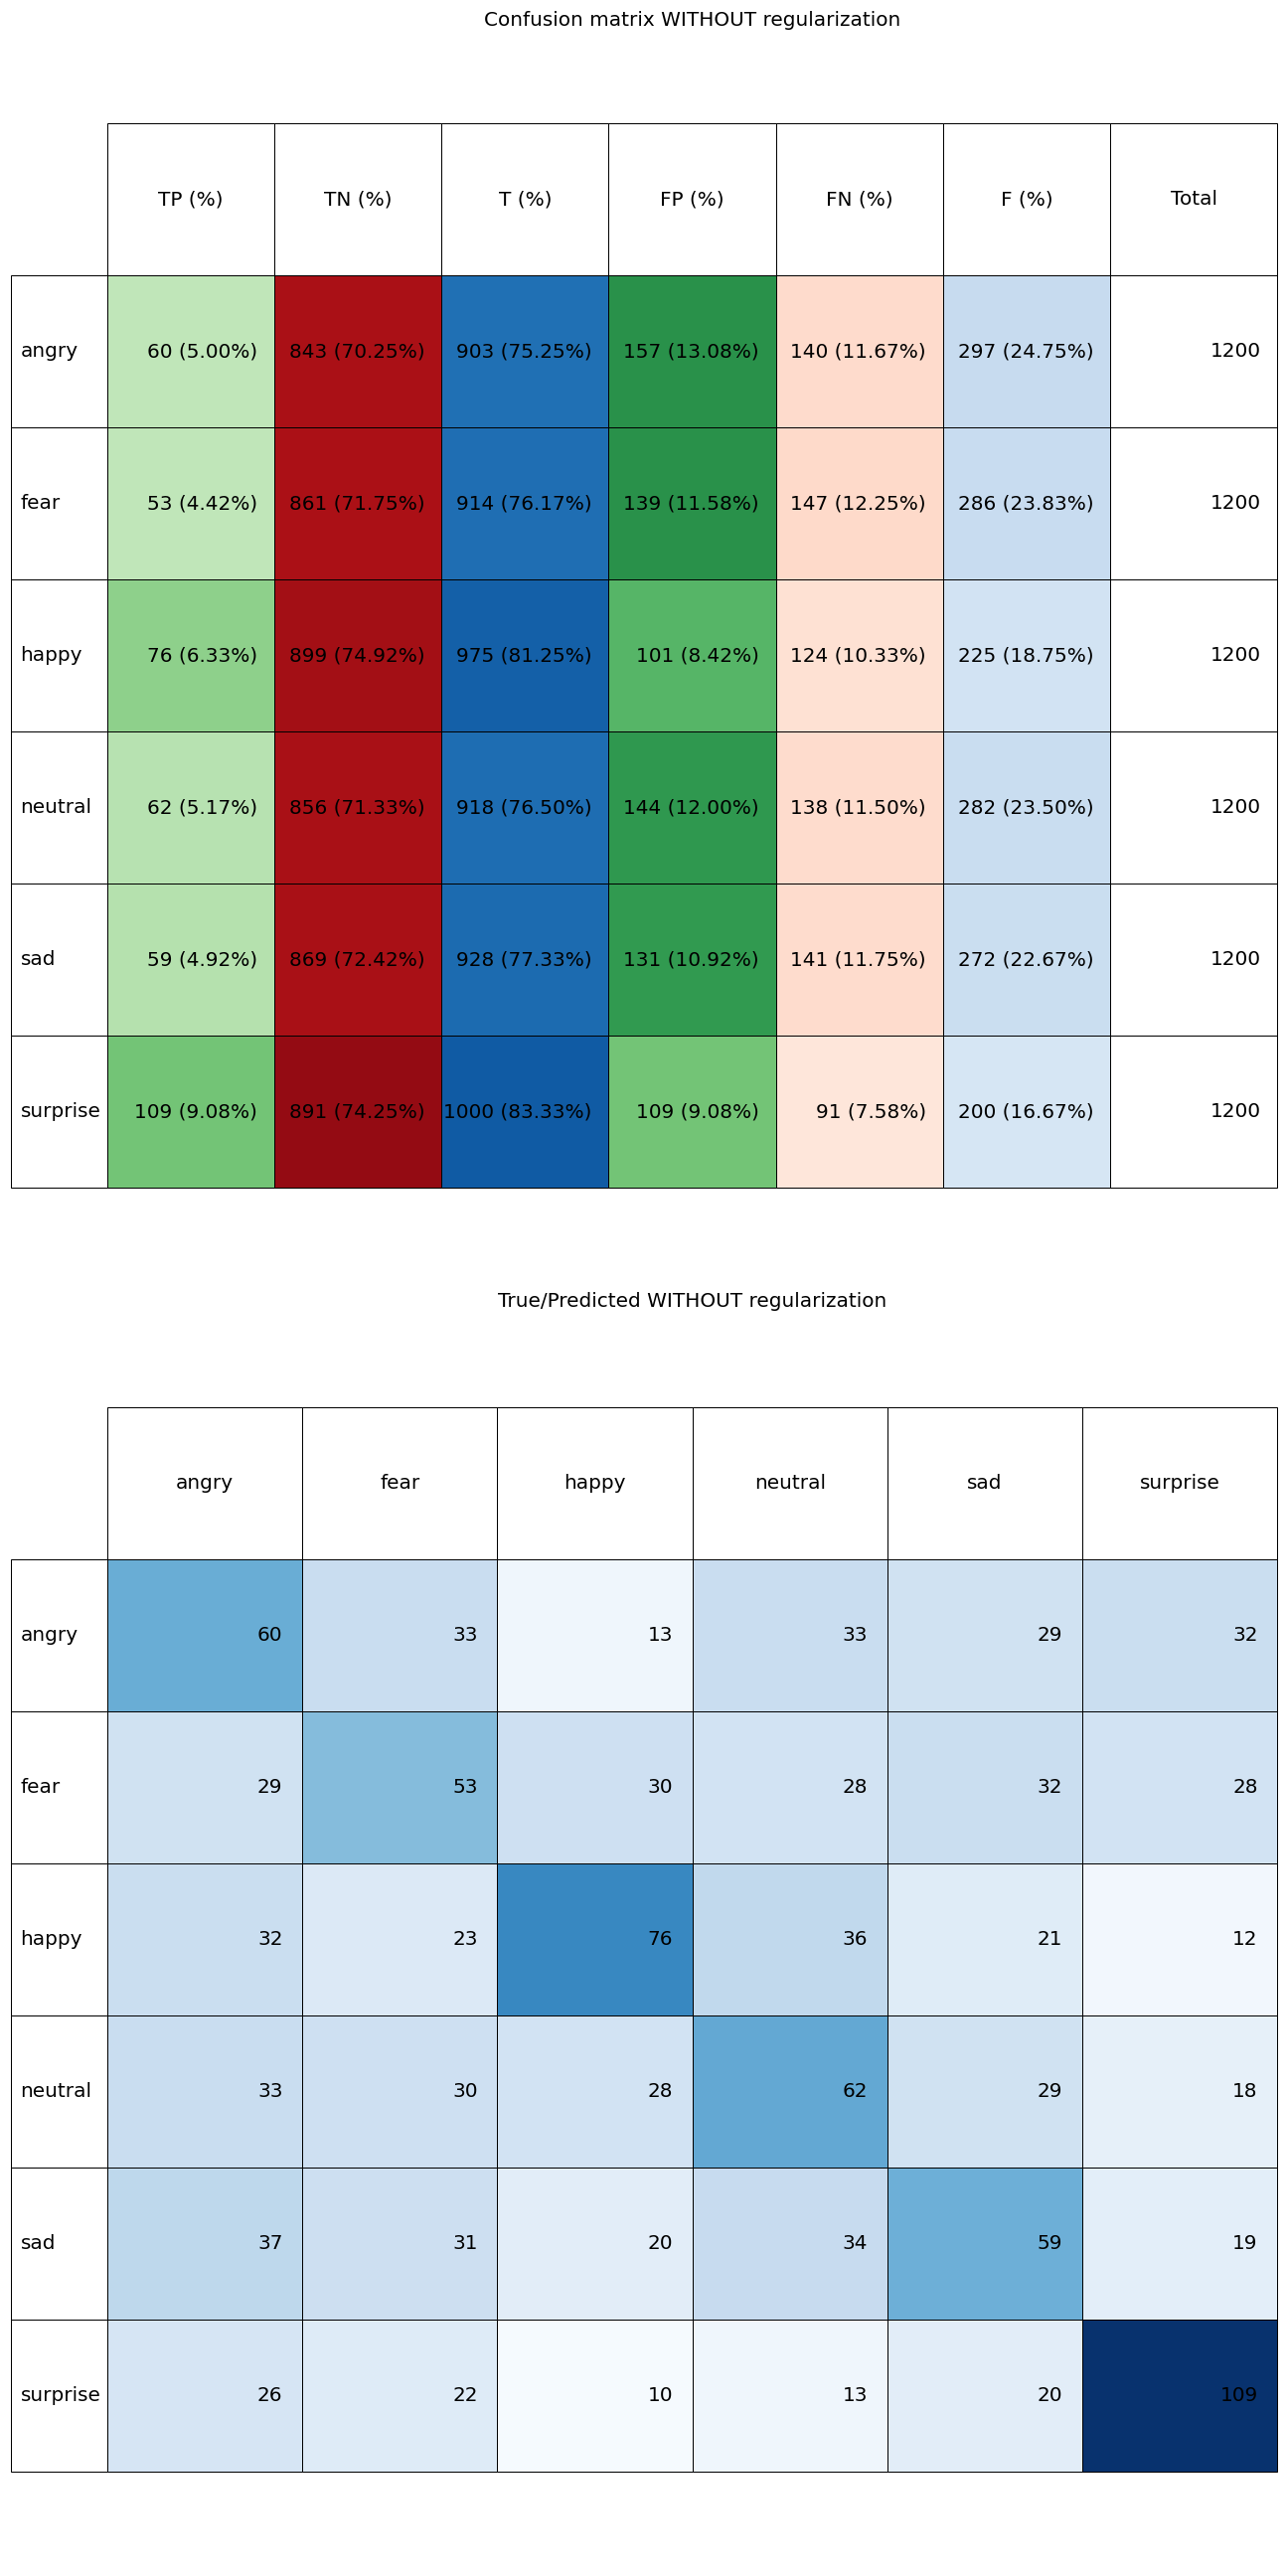 Confusion matrix WITHOUT regularization
TP (%) TN (%) T (%) FP (%) FN (%) F (%) Total
angry 60 (5.00%) 843 (70.25%) 903 (75.25%) 157 (13.08%) 140 (11.67%) 297 (24.75%) 1200
fear 53 (4.42%) 861 (71.75%) 914 (76.17%) 139 (11.58%) 147 (12.25%) 286 (23.83%) 1200
happy 76 (6.33%) 899 (74.92%) 975 (81.25%) 101 (8.42%) 124 (10.33%) 225 (18.75%) 1200
neutral 62 (5.17%) 856 (71.33%) 918 (76.50%) 144 (12.00%) 138 (11.50%) 282 (23.50%) 1200
sad 59 (4.92%) 869 (72.42%) 928 (77.33%) 131 (10.92%) 141 (11.75%) 272 (22.67%) 1200
surprise 109 (9.08%) 891 (74.25%) 1000 (83.33%) 109 (9.08%) 91 (7.58%) 200 (16.67%) 1200
True/Predicted WITHOUT regularization
angry fear happy neutral sad surprise
angry 60 33 13 33 29 32
fear 29 53 30 28 32 28
happy 32 23 76 36 21 12
neutral 33 30 28 62 29 18
sad 37 31 20 34 59 19
surprise 26 22 10 13 20 109